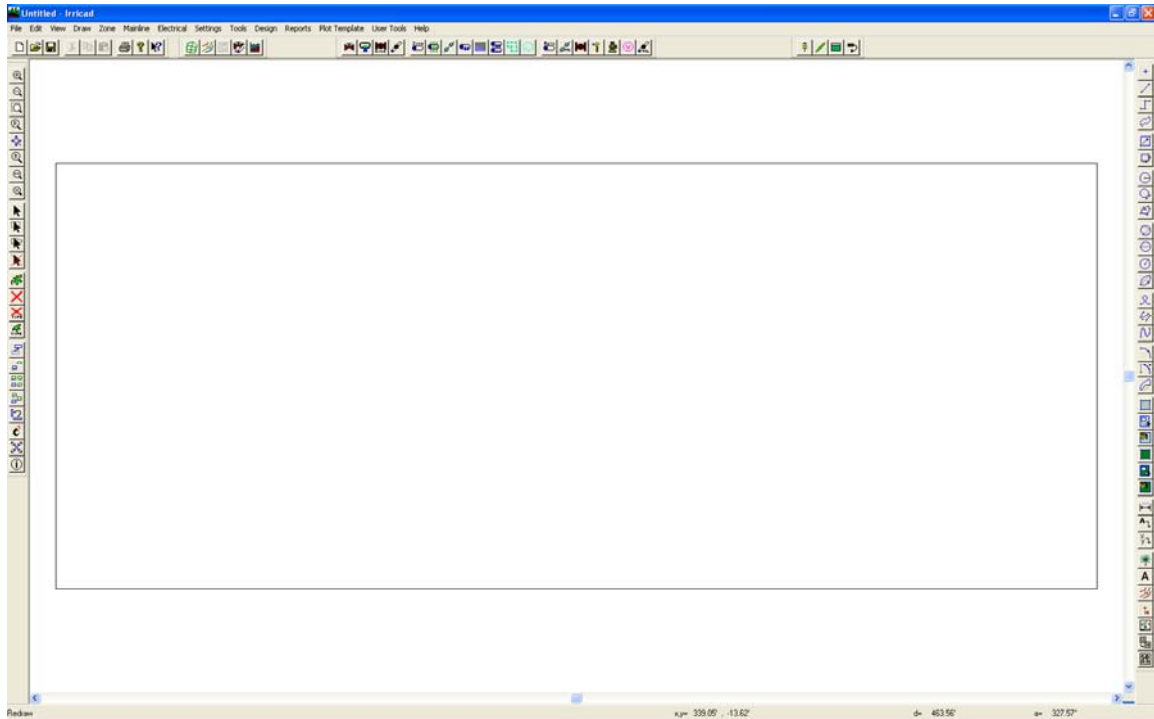 Untitled - Irricad
File Edit View Draw Zone Mainline Electrical Settings Tools Design Reports Plot Template User Tools Help
Redraw x,y= 339.05' , -13.62' d= 463.56' a= 327.57°